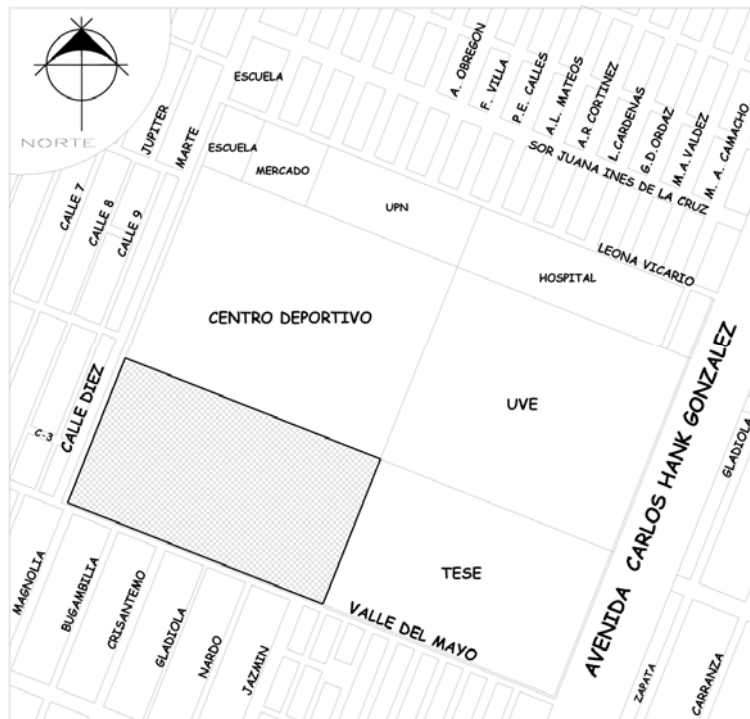 NORTE
JUPITER
MARTE
ESCUELA
ESCUELA
MERCADO
UPN
A. OBREGON
F. VILLA
P.E. CALLES
A.L. MATEOS
A.R CORTINEZ
L.CARDENAS
G.D.ORDAZ
M.A.VALDEZ
M. A. CAMACHO
SOR JUANA INES DE LA CRUZ
LEONA VICARIO
HOSPITAL
CALLE 7
CALLE 8
CALLE 9
CENTRO DEPORTIVO
UVE
CALLE DIEZ
C-3
AVENIDA CARLOS HANK GONZALEZ
GLADIOLA
TESE
VALLE DEL MAYO
MAGNOLIA
BUGAMBILIA
CRISANTEMO
GLADIOLA
NARDO
JAZMIN
ZAPATA
CARRANZA